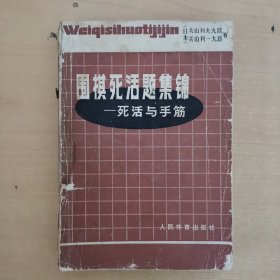 Weiqisihuotijijin
日本 关山利夫九段
关山利一九段 著
围棋死活题集锦
—死活与手筋
人民体育出版社